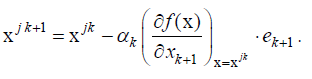 x^{j k+1} = x^{jk} - α_k (∂f(x)/∂x_{k+1})_{x=x^{jk}} · e_{k+1} .